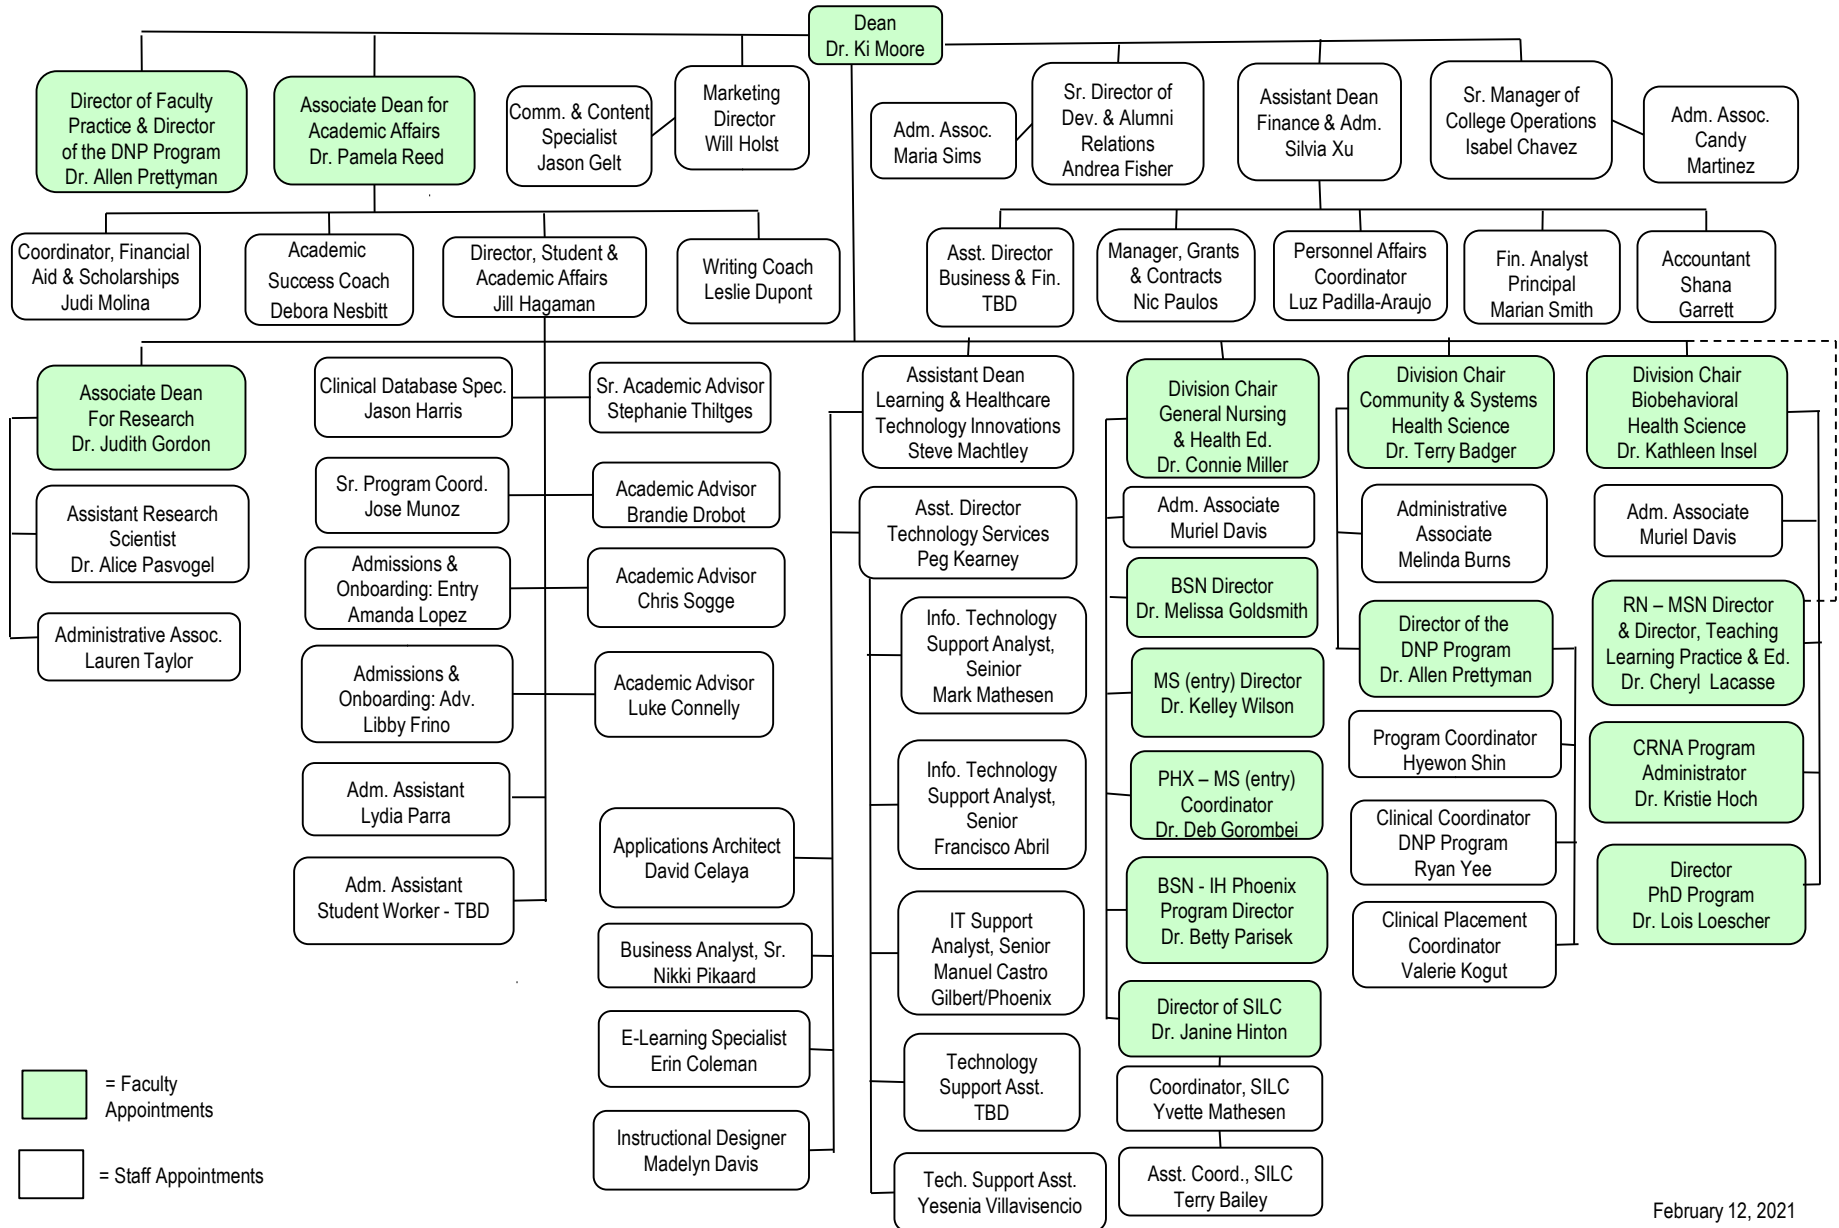 Dean
Dr. Ki Moore
Director of Faculty
Practice & Director
of the DNP Program
Dr. Allen Prettyman
Associate Dean for
Academic Affairs
Dr. Pamela Reed
Comm. & Content
Specialist
Jason Gelt
Marketing
Director
Will Holst
Adm. Assoc.
Maria Sims
Sr. Director of
Dev. & Alumni
Relations
Andrea Fisher
Assistant Dean
Finance & Adm.
Silvia Xu
Sr. Manager of
College Operations
Isabel Chavez
Adm. Assoc.
Candy
Martinez
Coordinator, Financial
Aid & Scholarships
Judi Molina
Academic
Success Coach
Debora Nesbitt
Director, Student &
Academic Affairs
Jill Hagaman
Writing Coach
Leslie Dupont
Asst. Director
Business & Fin.
TBD
Manager, Grants
& Contracts
Nic Paulos
Personnel Affairs
Coordinator
Luz Padilla-Araujo
Fin. Analyst
Principal
Marian Smith
Accountant
Shana
Garrett
Associate Dean
For Research
Dr. Judith Gordon
Assistant Research
Scientist
Dr. Alice Pasvogel
Administrative Assoc.
Lauren Taylor
Clinical Database Spec.
Jason Harris
Sr. Program Coord.
Jose Munoz
Admissions &
Onboarding: Entry
Amanda Lopez
Admissions &
Onboarding: Adv.
Libby Frino
Adm. Assistant
Lydia Parra
Adm. Assistant
Student Worker - TBD
Sr. Academic Advisor
Stephanie Thiltges
Academic Advisor
Brandie Drobot
Academic Advisor
Chris Sogge
Academic Advisor
Luke Connelly
Applications Architect
David Celaya
Business Analyst, Sr.
Nikki Pikaard
E-Learning Specialist
Erin Coleman
Instructional Designer
Madelyn Davis
Assistant Dean
Learning & Healthcare
Technology Innovations
Steve Machtley
Asst. Director
Technology Services
Peg Kearney
Info. Technology
Support Analyst,
Seinior
Mark Mathesen
Info. Technology
Support Analyst,
Senior
Francisco Abril
IT Support
Analyst, Senior
Manuel Castro
Gilbert/Phoenix
Technology
Support Asst.
TBD
Tech. Support Asst.
Yesenia Villavisencio
Division Chair
General Nursing
& Health Ed.
Dr. Connie Miller
Adm. Associate
Muriel Davis
BSN Director
Dr. Melissa Goldsmith
MS (entry) Director
Dr. Kelley Wilson
PHX – MS (entry)
Coordinator
Dr. Deb Gorombei
BSN - IH Phoenix
Program Director
Dr. Betty Parisek
Director of SILC
Dr. Janine Hinton
Coordinator, SILC
Yvette Mathesen
Asst. Coord., SILC
Terry Bailey
Division Chair
Community & Systems
Health Science
Dr. Terry Badger
Administrative
Associate
Melinda Burns
Director of the
DNP Program
Dr. Allen Prettyman
Program Coordinator
Hyewon Shin
Clinical Coordinator
DNP Program
Ryan Yee
Clinical Placement
Coordinator
Valerie Kogut
Division Chair
Biobehavioral
Health Science
Dr. Kathleen Insel
Adm. Associate
Muriel Davis
RN – MSN Director
& Director, Teaching
Learning Practice & Ed.
Dr. Cheryl Lacasse
CRNA Program
Administrator
Dr. Kristie Hoch
Director
PhD Program
Dr. Lois Loescher
= Faculty
Appointments
= Staff Appointments
February 12, 2021